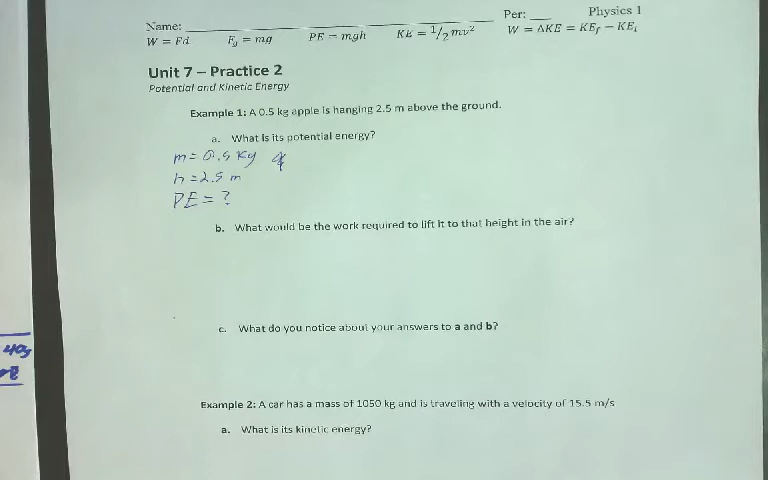 Name: Per: Physics 1
W = Fd Fg = mg PE = mgh KE = 1/2 mv² W = ΔKE = KEf − KEi
Unit 7 – Practice 2
Potential and Kinetic Energy
Example 1: A 0.5 kg apple is hanging 2.5 m above the ground.
a. What is its potential energy?
m = 0.5 kg
h = 2.5 m
PE = ?
b. What would be the work required to lift it to that height in the air?
c. What do you notice about your answers to a and b?
Example 2: A car has a mass of 1050 kg and is traveling with a velocity of 15.5 m/s
a. What is its kinetic energy?